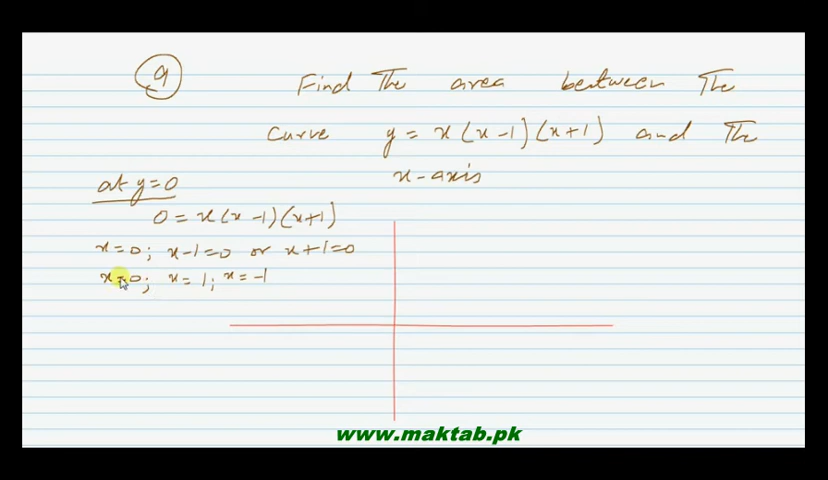 9 Find The area beetween The
curve y = x(x-1)(x+1) and The
x-axis
at y=0
0 = x(x-1)(x+1)
x=0; x-1=0 or x+1=0
x=0; x=1; x=-1
www.maktab.pk